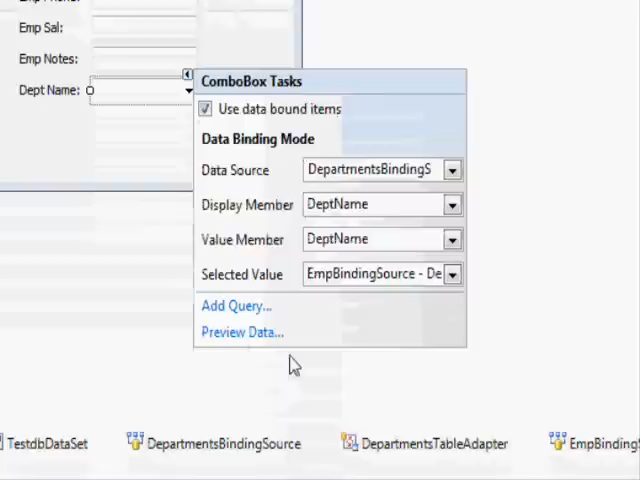 Emp Sal:
Emp Notes:
Dept Name:
ComboBox Tasks
Use data bound items
Data Binding Mode
Data Source DepartmentsBindingS
Display Member DeptName
Value Member DeptName
Selected Value EmpBindingSource - De
Add Query...
Preview Data...
TestdbDataSet DepartmentsBindingSource DepartmentsTableAdapter EmpBindingS